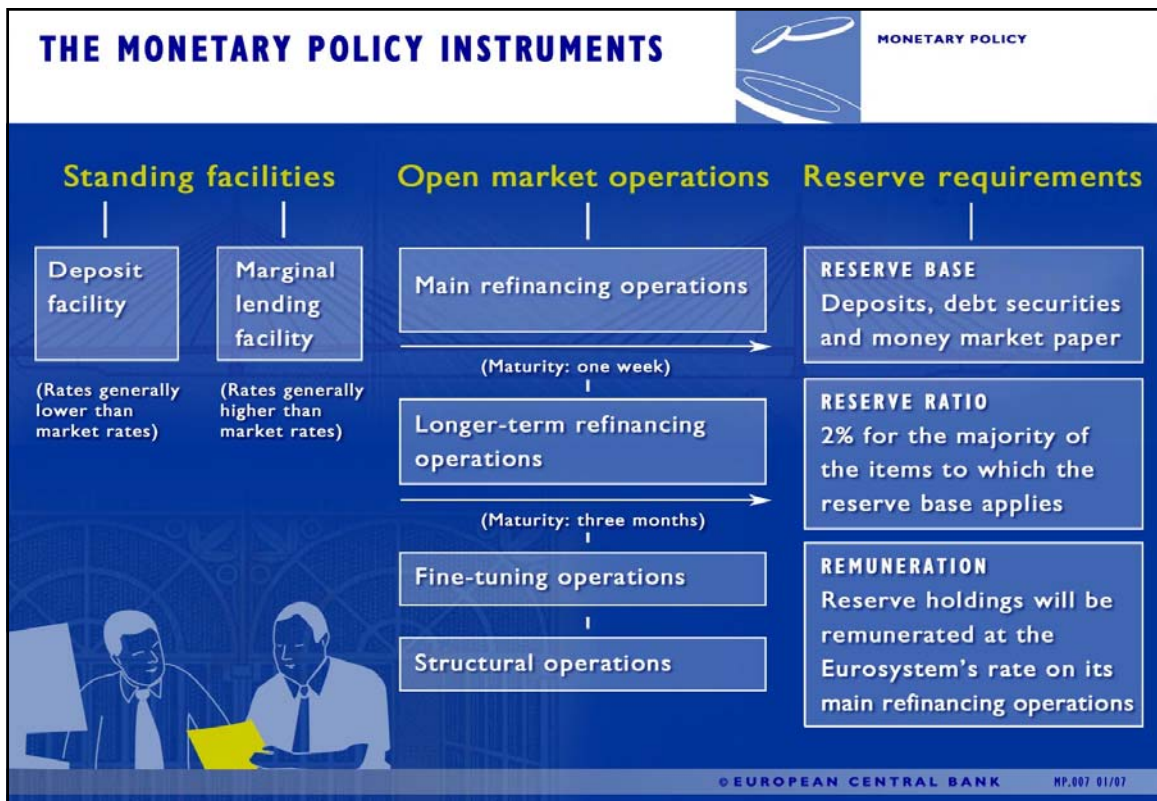 THE MONETARY POLICY INSTRUMENTS
MONETARY POLICY
Standing facilities
Deposit
facility
(Rates generally
lower than
market rates)
Marginal
lending
facility
(Rates generally
higher than
market rates)
Open market operations
Main refinancing operations
(Maturity: one week)
Longer-term refinancing
operations
(Maturity: three months)
Fine-tuning operations
Structural operations
Reserve requirements
RESERVE BASE
Deposits, debt securities
and money market paper
RESERVE RATIO
2% for the majority of
the items to which the
reserve base applies
REMUNERATION
Reserve holdings will be
remunerated at the
Eurosystem's rate on its
main refinancing operations
© EUROPEAN CENTRAL BANK
MP.007 01/07